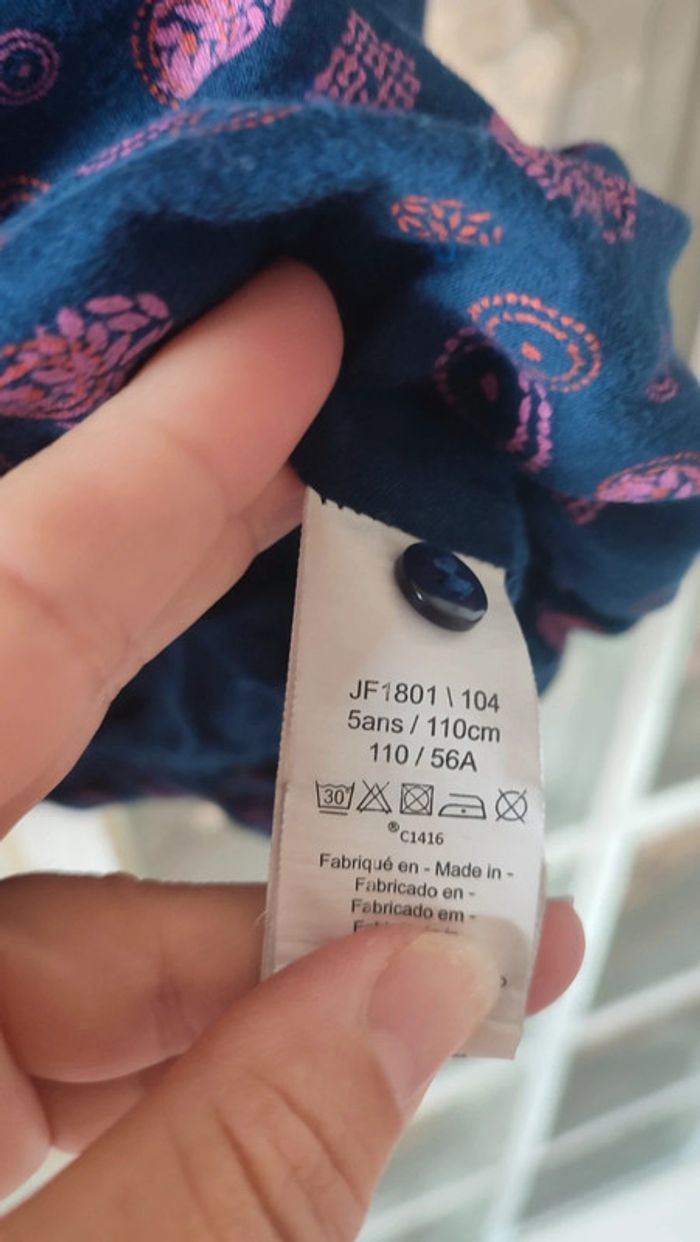 JF1801 \ 104
5ans / 110cm
110 / 56A
30
®C1416
Fabriqué en - Made in -
Fabricado en -
Fabricado em -